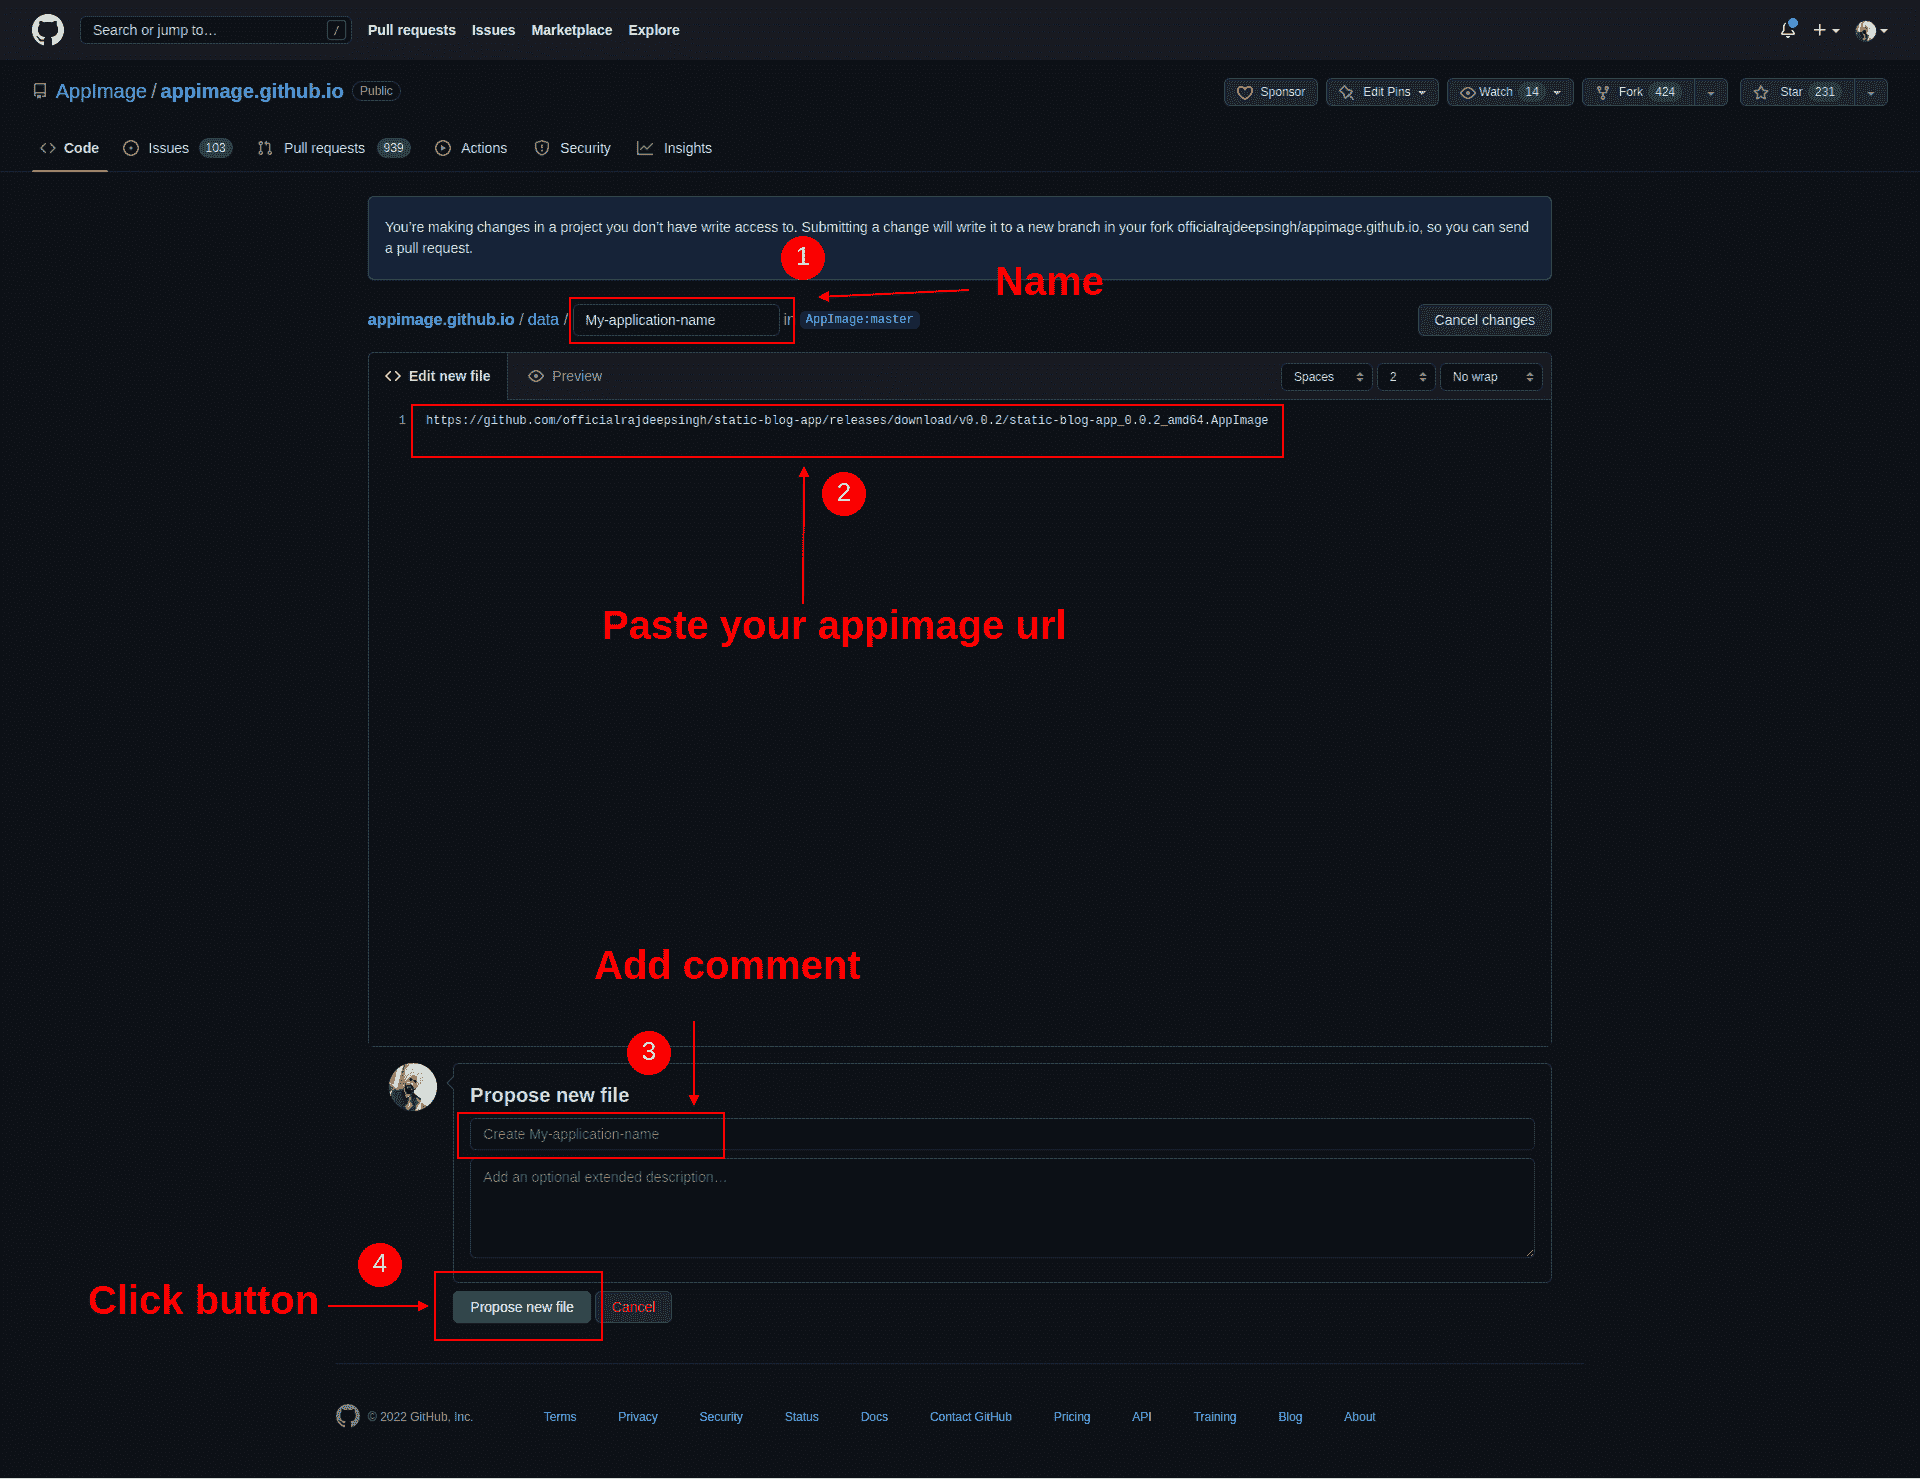 Search or jump to… / Pull requests Issues Marketplace Explore
AppImage / appimage.github.io Public Sponsor Edit Pins Watch 14 Fork 424 Star 231
Code Issues 103 Pull requests 939 Actions Security Insights
You’re making changes in a project you don’t have write access to. Submitting a change will write it to a new branch in your fork officialrajdeepsingh/appimage.github.io, so you can send
a pull request.
1
Name
appimage.github.io / data / My-application-name in AppImage:master Cancel changes
Edit new file Preview Spaces 2 No wrap
1 https://github.com/officialrajdeepsingh/static-blog-app/releases/download/v0.0.2/static-blog-app_0.0.2_amd64.AppImage
2
Paste your appimage url
Add comment
3
Propose new file
Create My-application-name
Add an optional extended description…
4
Click button
Propose new file Cancel
© 2022 GitHub, Inc. Terms Privacy Security Status Docs Contact GitHub Pricing API Training Blog About